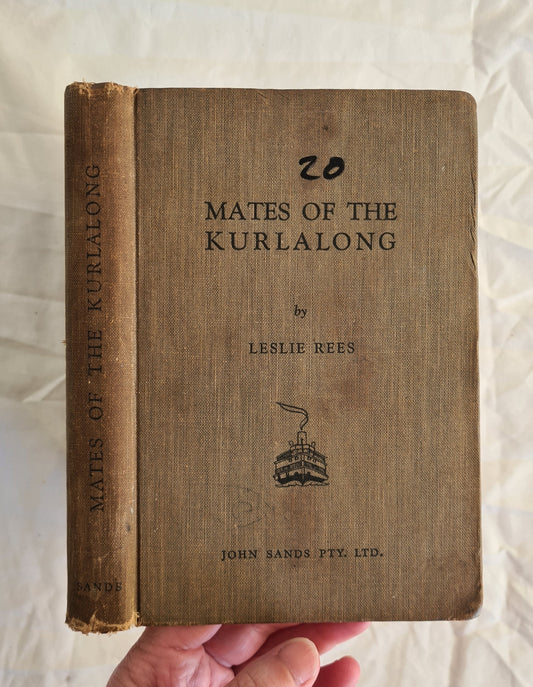 MATES OF THE KURLALONG
SANDS
20
MATES OF THE
KURLALONG
by
LESLIE REES
JOHN SANDS PTY. LTD.